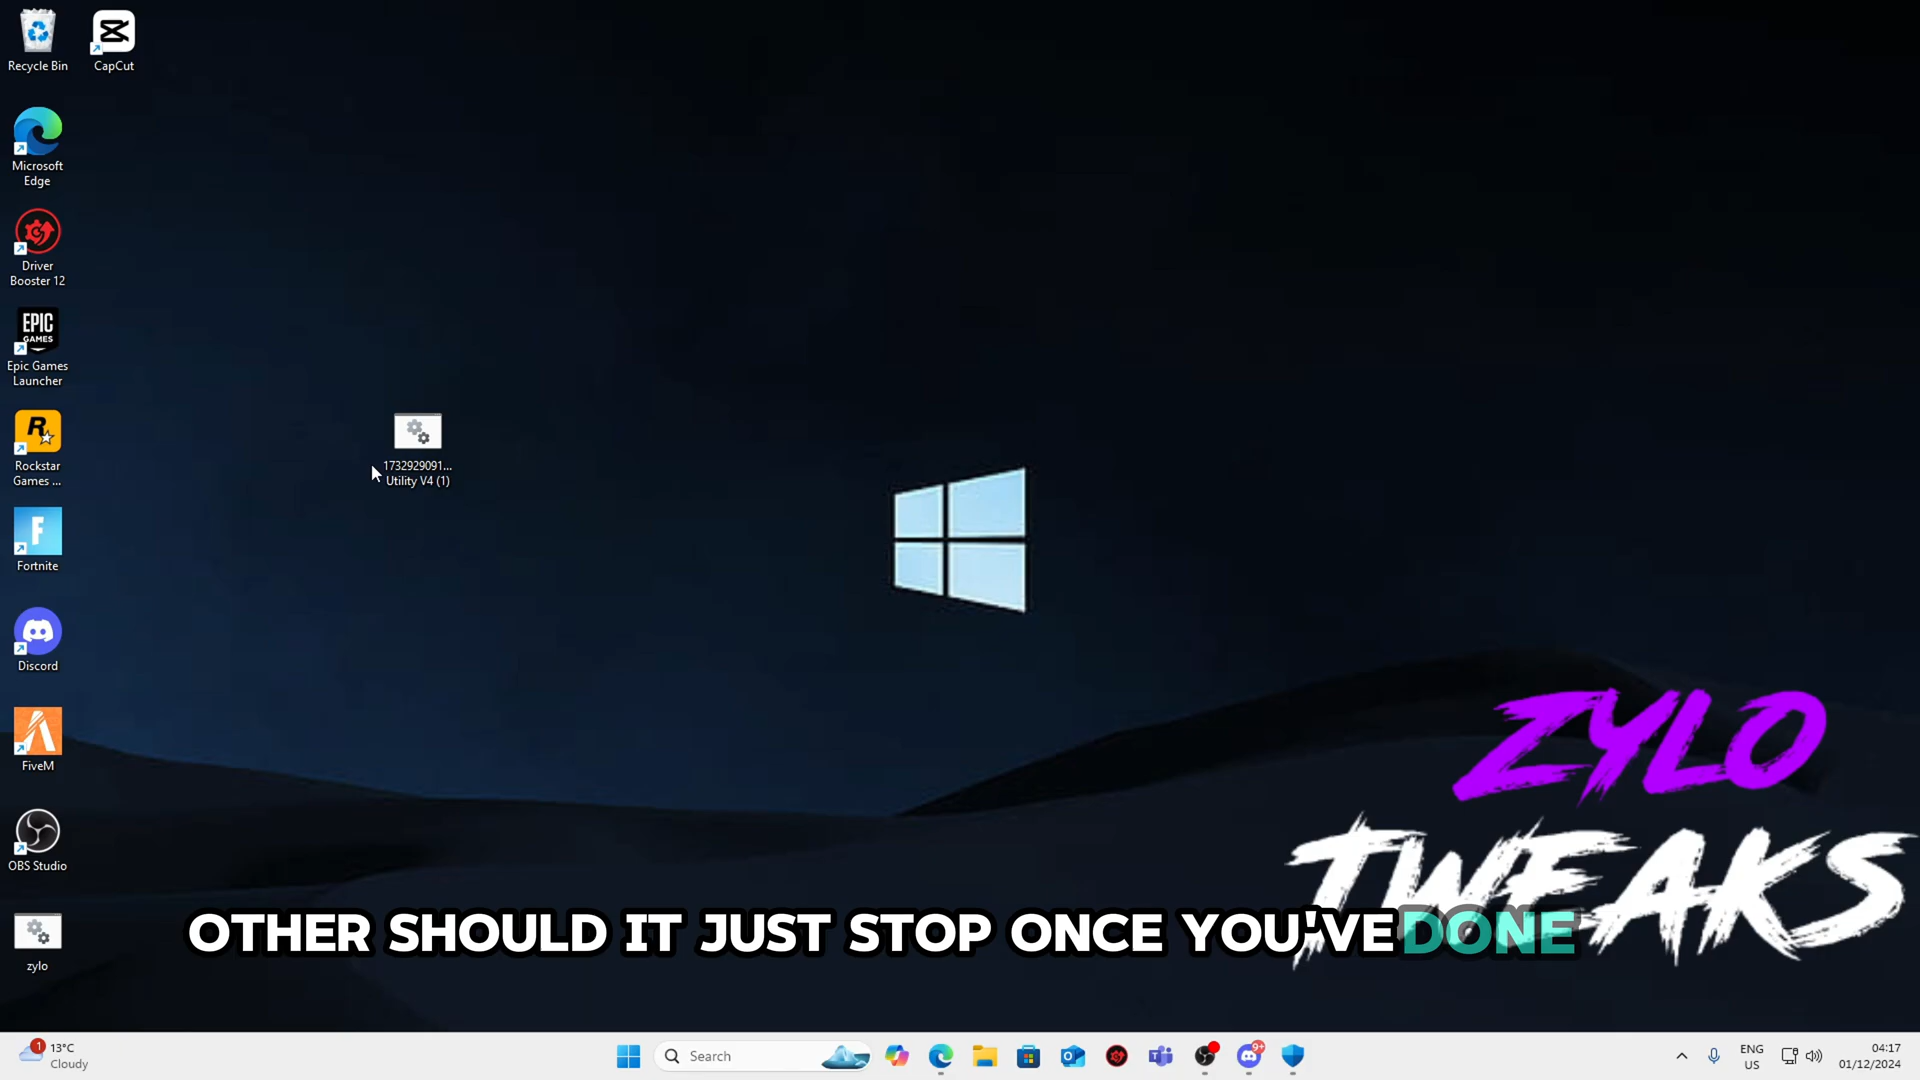 Recycle Bin
CapCut
Microsoft
Edge
Driver
Booster 12
EPIC
GAMES
Epic Games
Launcher
Rockstar
Games ...
Fortnite
Discord
FiveM
OBS Studio
zylo
1732929091...
Utility V4 (1)
ZYLO
TWEAKS
OTHER SHOULD IT JUST STOP ONCE YOU'VE DONE
1
13°C
Cloudy
Search
9+
ENG
US
04:17
01/12/2024